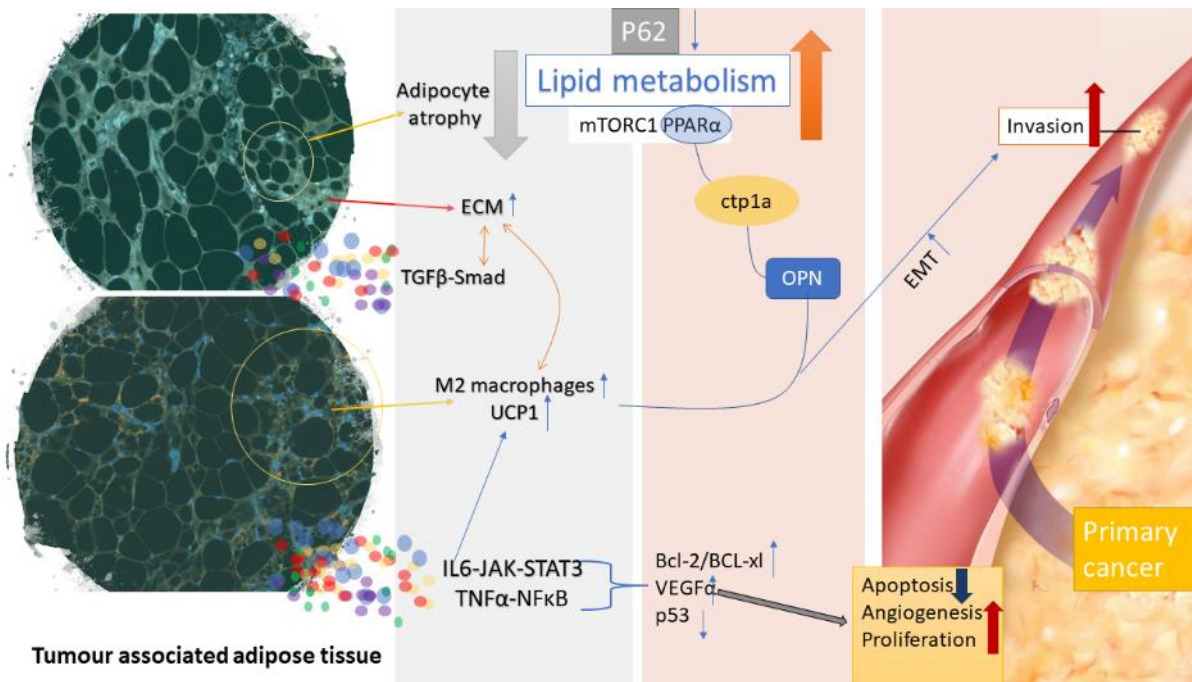 P62
Lipid metabolism
mTORC1 PPARα
Adipocyte
atrophy
ctp1a
Invasion
ECM
TGFβ-Smad
OPN
EMT
M2 macrophages
UCP1
IL6-JAK-STAT3
TNFα-NFκB
Bcl-2/BCL-xl
VEGFα
p53
Primary
cancer
Apoptosis
Angiogenesis
Proliferation
Tumour associated adipose tissue